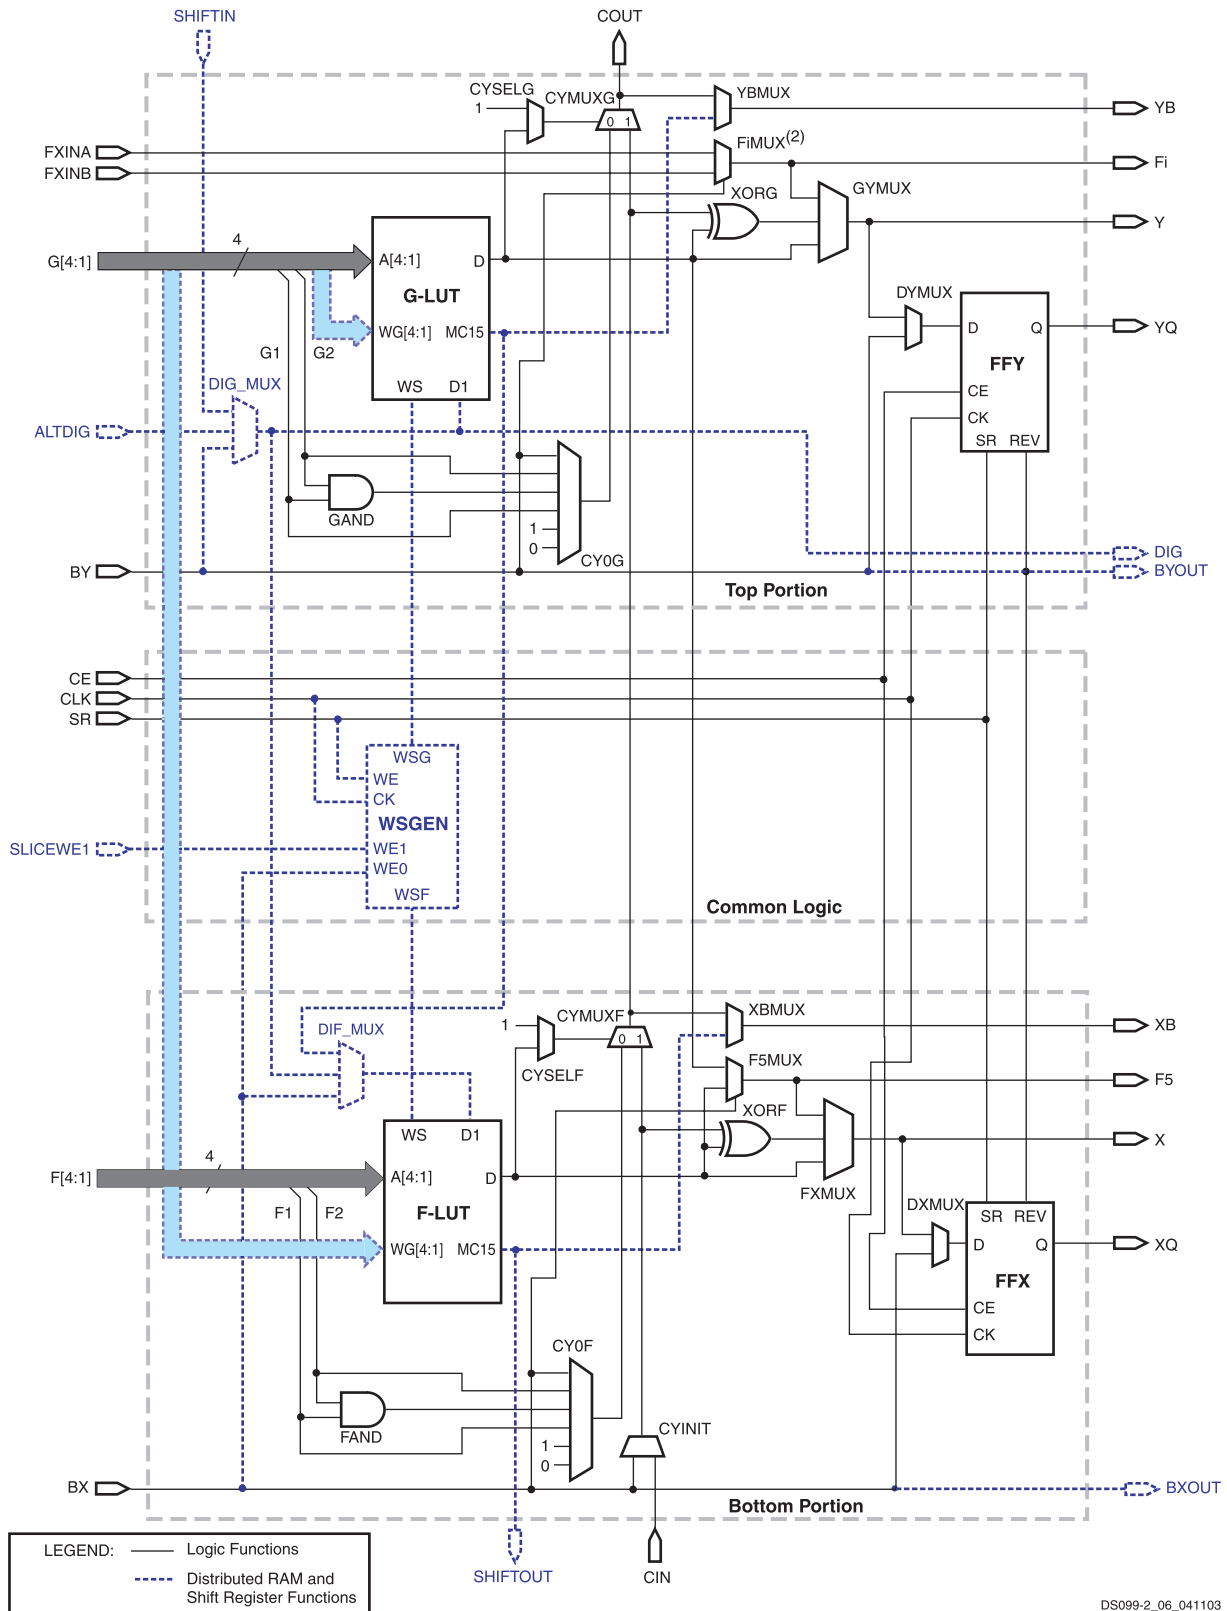 SHIFTIN
COUT
CYSELG
CYMUXG
YBMUX
1
0 1
YB
FiMUX(2)
FXINA
FXINB
Fi
XORG
GYMUX
Y
4
G[4:1]
A[4:1]
D
G-LUT
WG[4:1]
MC15
WS
D1
G1
G2
DYMUX
D
Q
YQ
FFY
CE
CK
SR
REV
DIG_MUX
ALTDIG
GAND
1
0
CY0G
DIG
BY
BYOUT
Top Portion
CE
CLK
SR
WSG
WE
CK
WSGEN
SLICEWE1
WE1
WE0
WSF
Common Logic
DIF_MUX
CYMUXF
1
0 1
CYSELF
XBMUX
XB
F5MUX
F5
XORF
X
WS
D1
4
F[4:1]
A[4:1]
D
F-LUT
FXMUX
F1
F2
WG[4:1]
MC15
DXMUX
SR
REV
D
Q
XQ
FFX
CE
CK
CY0F
FAND
1
0
CYINIT
BX
BXOUT
Bottom Portion
SHIFTOUT
CIN
LEGEND:
Logic Functions
Distributed RAM and
Shift Register Functions
DS099-2_06_041103